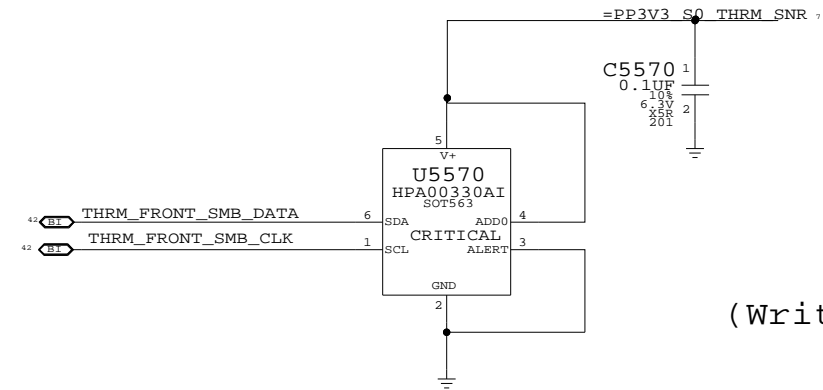 =PP3V3_S0_THRM_SNR 7
C5570 1
0.1UF
10%
6.3V
X5R 2
201
5
V+
U5570
HPA00330AI
SOT563
42 BI THRM_FRONT_SMB_DATA 6 SDA ADD0 4
CRITICAL
42 BI THRM_FRONT_SMB_CLK 1 SCL ALERT 3
GND
2
(Writ